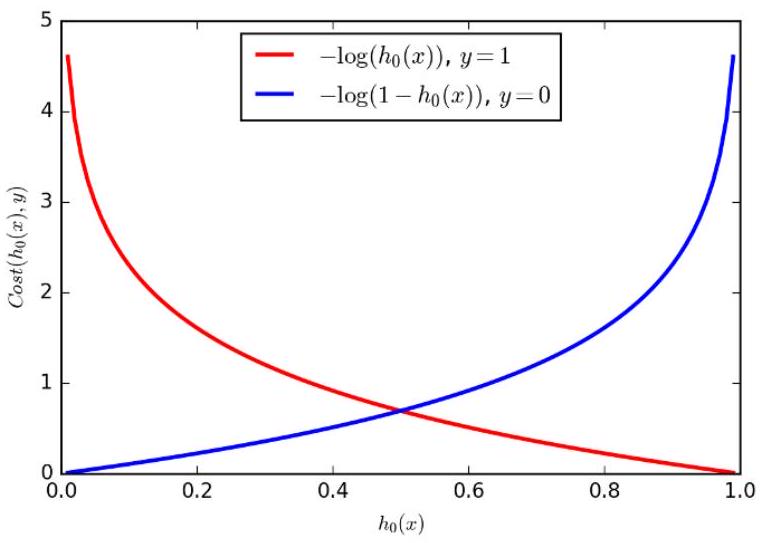 5
4
3
2
1
0
0.0 0.2 0.4 0.6 0.8 1.0
−log(h₀(x)), y = 1
−log(1 − h₀(x)), y = 0
Cost(h₀(x), y)
h₀(x)